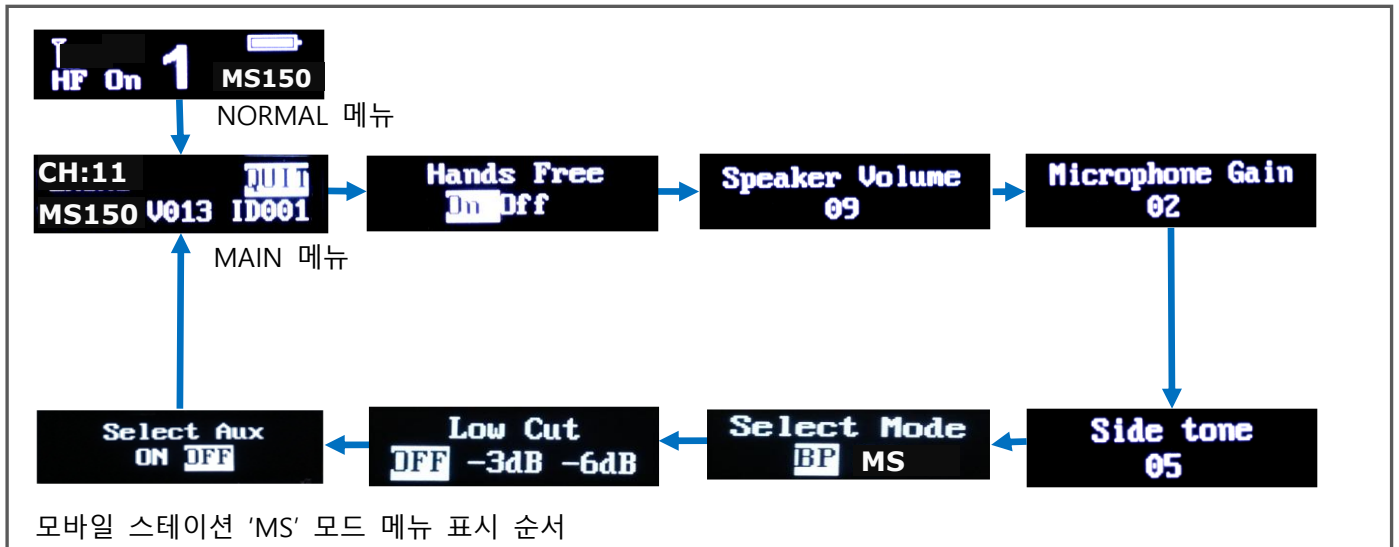 HF On 1 MS150
NORMAL 메뉴
CH:11 QUIT
MS150 V013 ID001
MAIN 메뉴
Hands Free
On Off
Speaker Volume
09
Microphone Gain
02
Side tone
05
Select Mode
BP MS
Low Cut
OFF -3dB -6dB
Select Aux
ON OFF
모바일 스테이션 'MS' 모드 메뉴 표시 순서